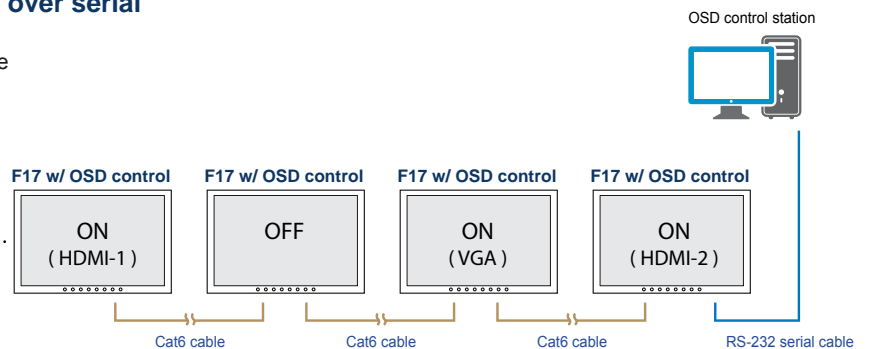 over serial
e
.
OSD control station
F17 w/ OSD control
F17 w/ OSD control
F17 w/ OSD control
F17 w/ OSD control
ON
( HDMI-1 )
OFF
ON
( VGA )
ON
( HDMI-2 )
Cat6 cable
Cat6 cable
Cat6 cable
RS-232 serial cable